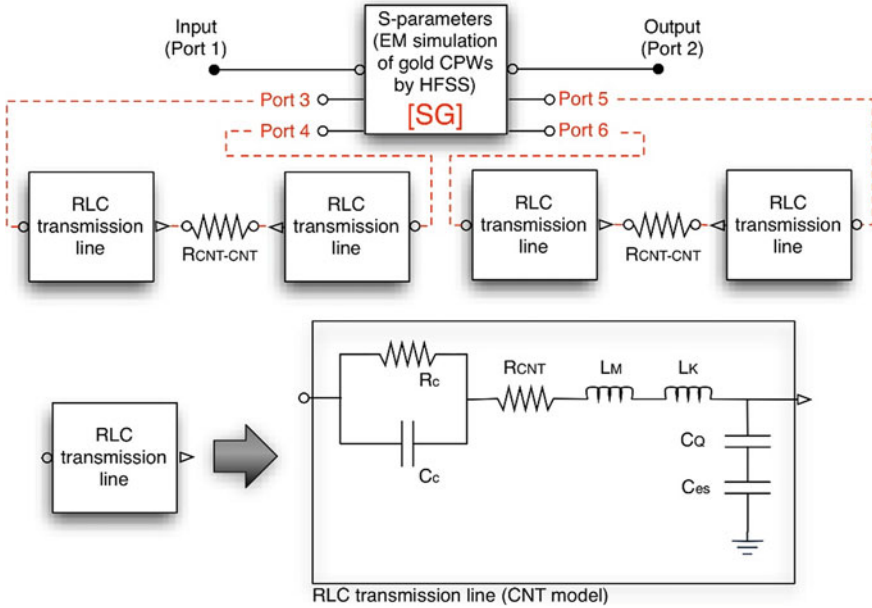 Input
(Port 1)
S-parameters
(EM simulation
of gold CPWs
by HFSS)
[SG]
Output
(Port 2)
Port 3
Port 4
Port 5
Port 6
RLC
transmission
line
RCNT-CNT
RLC
transmission
line
RLC
transmission
line
RCNT-CNT
RLC
transmission
line
RLC
transmission
line
Rc
Cc
RCNT
LM
LK
CQ
Ces
RLC transmission line (CNT model)